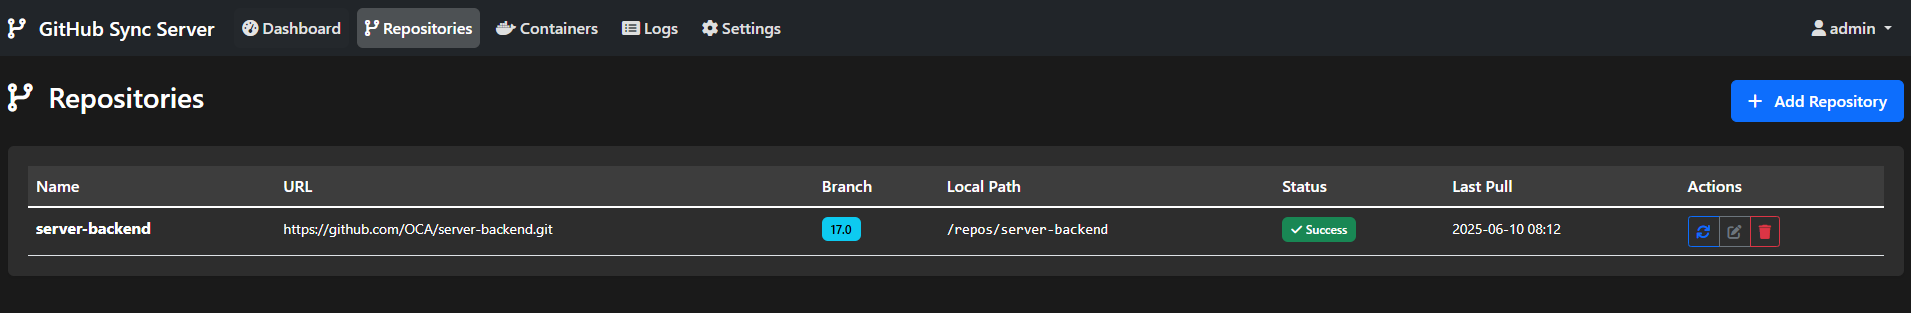 GitHub Sync Server Dashboard Repositories Containers Logs Settings admin
Repositories
Add Repository
Name URL Branch Local Path Status Last Pull Actions
server-backend https://github.com/OCA/server-backend.git 17.0 /repos/server-backend Success 2025-06-10 08:12